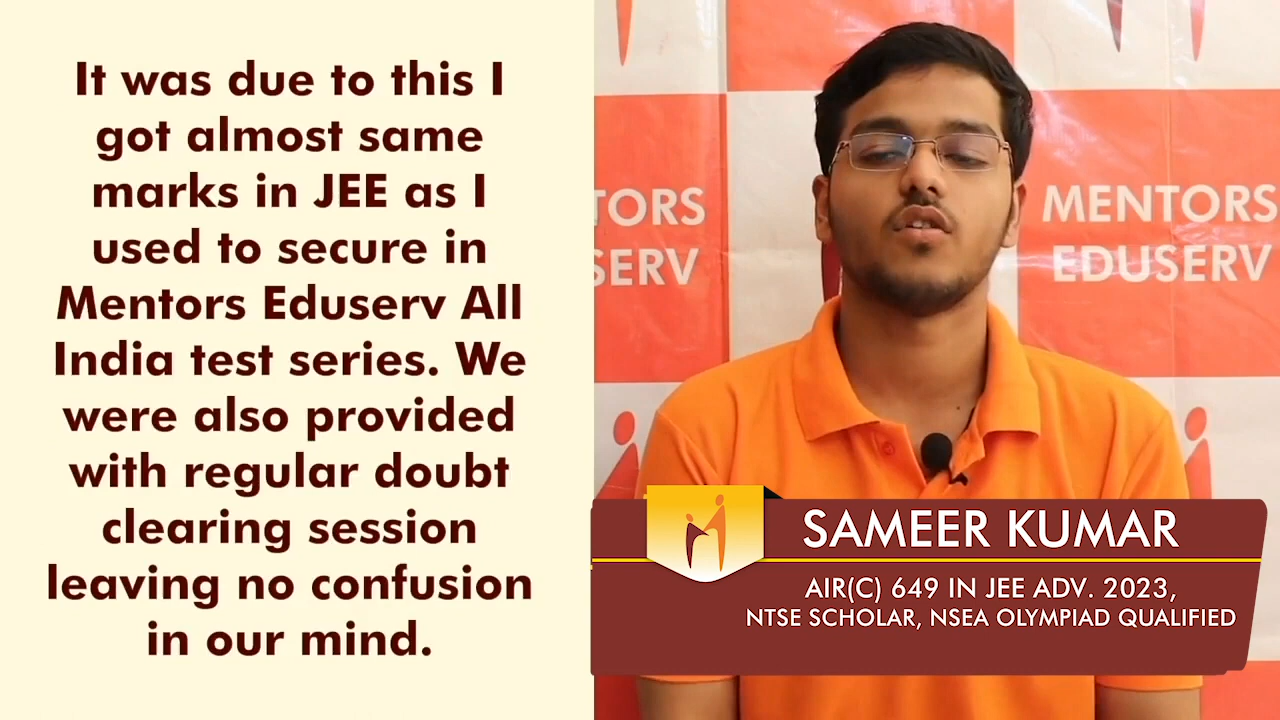 It was due to this I
got almost same
marks in JEE as I
used to secure in
Mentors Eduserv All
India test series. We
were also provided
with regular doubt
clearing session
leaving no confusion
in our mind.
TORS
SERV
MENTORS
EDUSERV
SAMEER KUMAR
AIR(C) 649 IN JEE ADV. 2023,
NTSE SCHOLAR, NSEA OLYMPIAD QUALIFIED